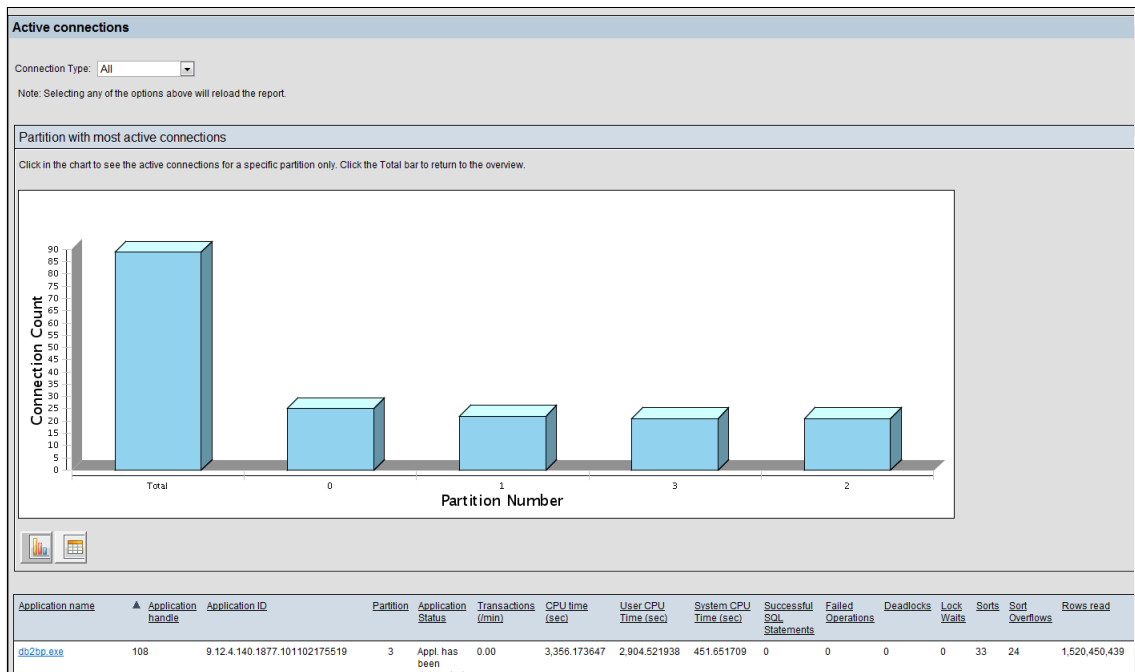 Active connections
Connection Type: All
Note: Selecting any of the options above will reload the report.
Partition with most active connections
Click in the chart to see the active connections for a specific partition only. Click the Total bar to return to the overview.
90
85
80
75
70
65
60
55
50
45
40
35
30
25
20
15
10
5
0
Connection Count
Total 0 1 3 2
Partition Number
Application name ▲ Application handle Application ID Partition Application Status Transactions (/min) CPU time (sec) User CPU Time (sec) System CPU Time (sec) Successful SQL Statements Failed Operations Deadlocks Lock Waits Sorts Sort Overflows Rows read
db2bp.exe 108 9.12.4.140.1877.101102175519 3 Appl. has been 0.00 3,356.173647 2,904.521938 451.651709 0 0 0 0 33 24 1,520,450,439